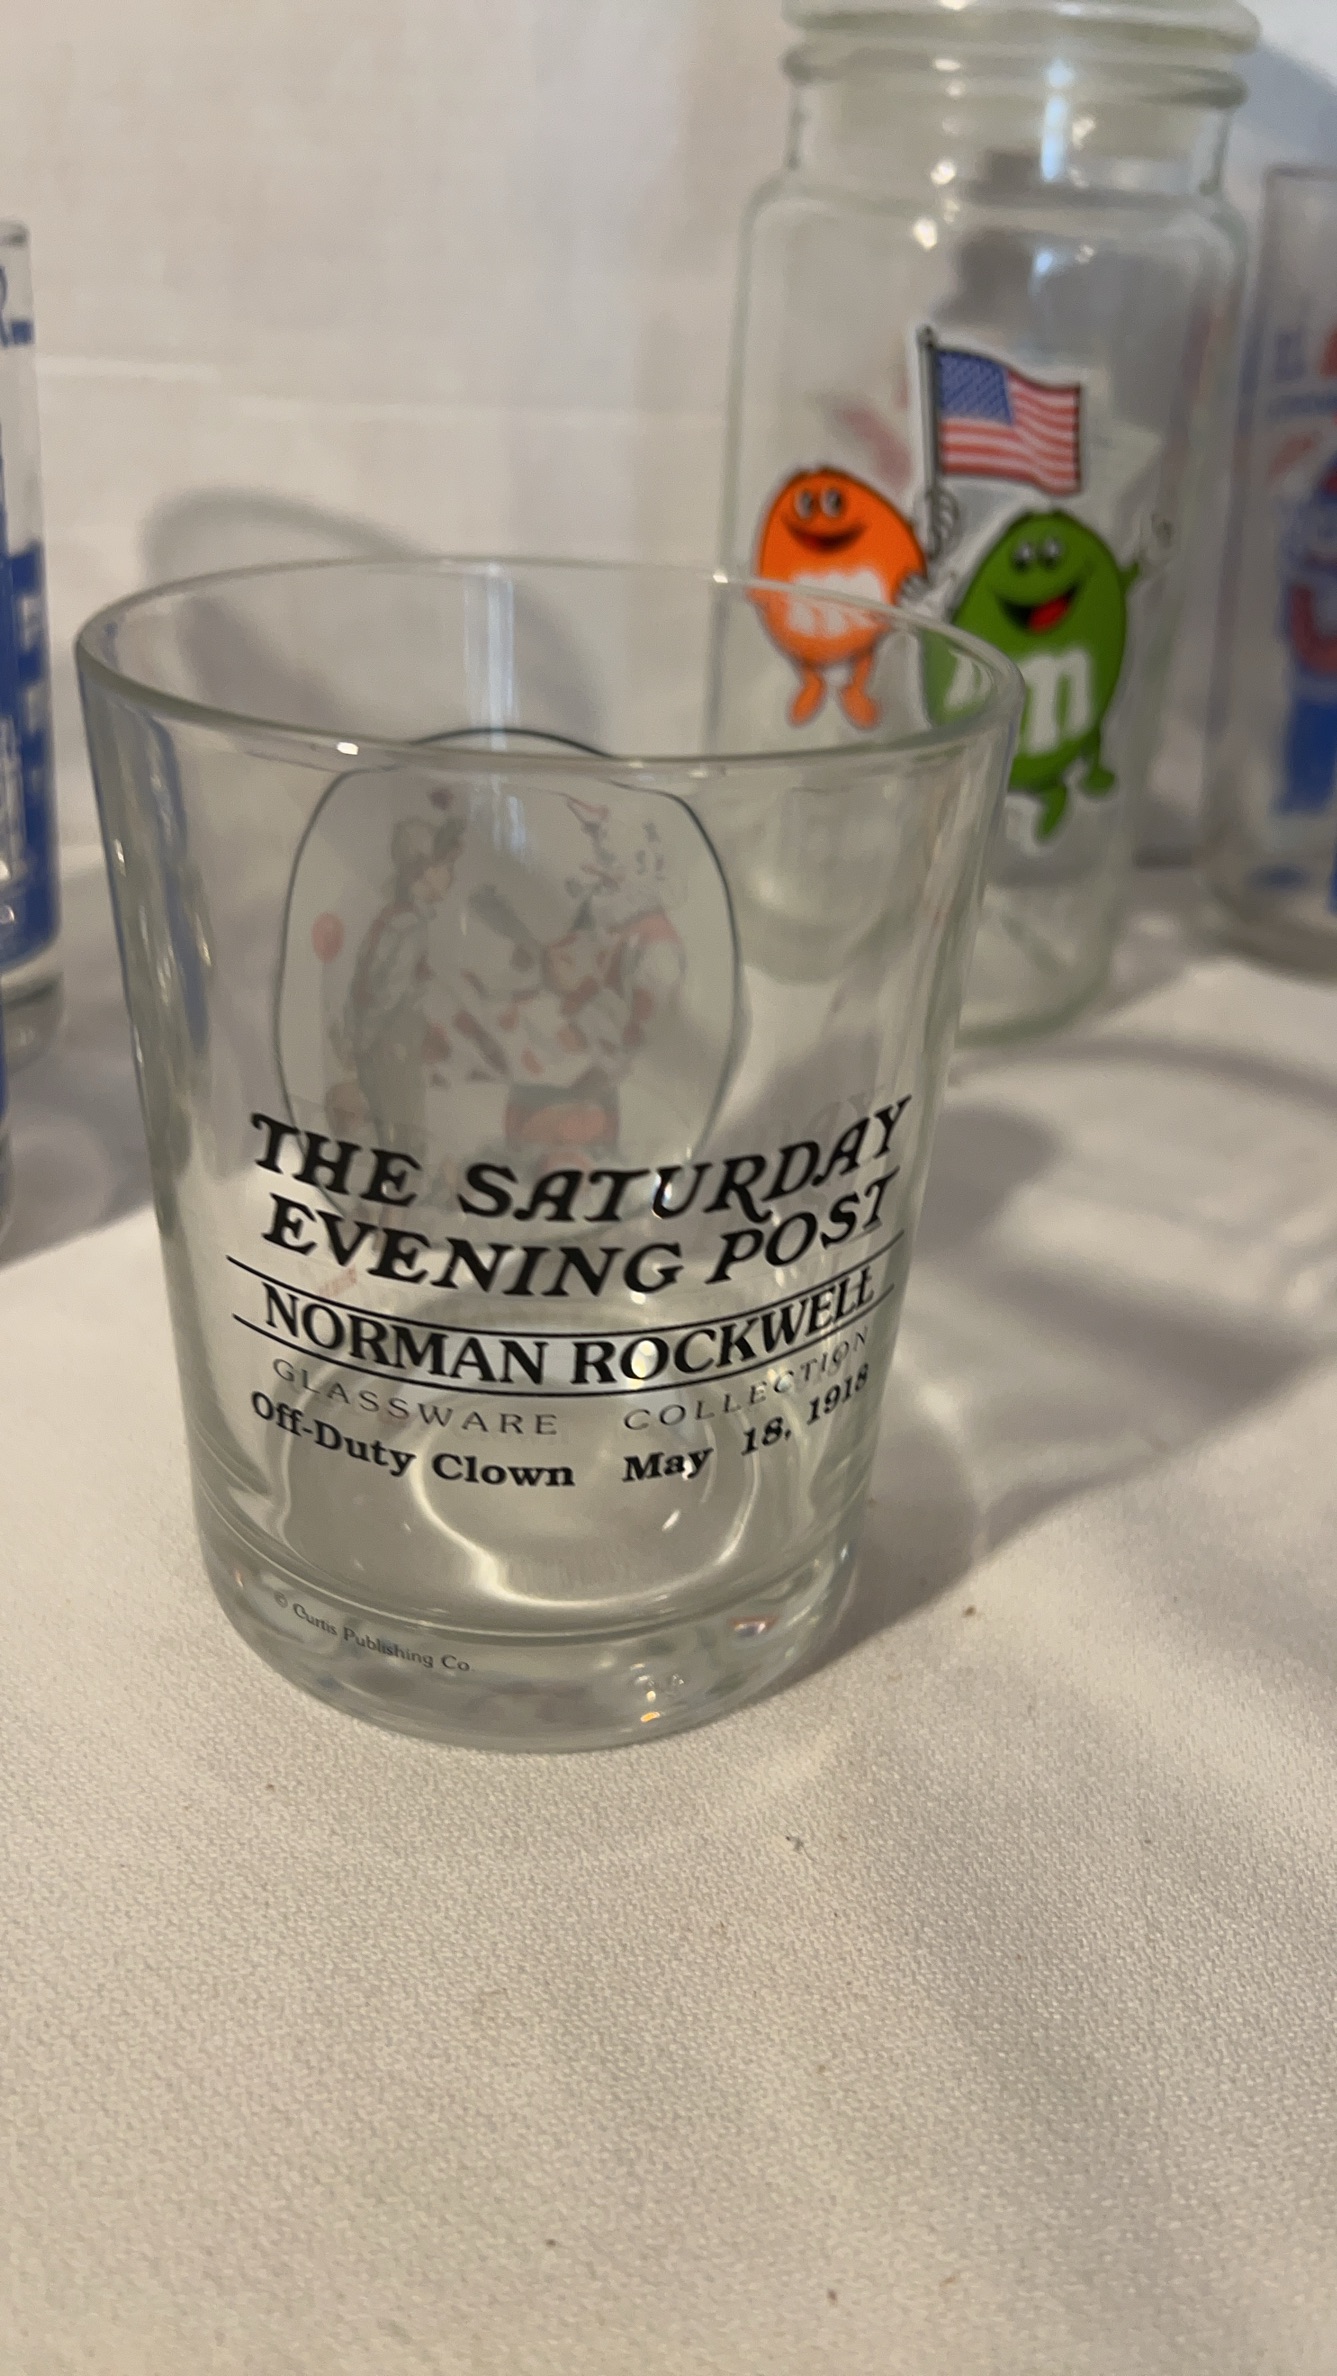 THE SATURDAY
EVENING POST
NORMAN ROCKWELL
GLASSWARE COLLECTION
Off-Duty Clown May 18, 1918
© Curtis Publishing Co.
m
m